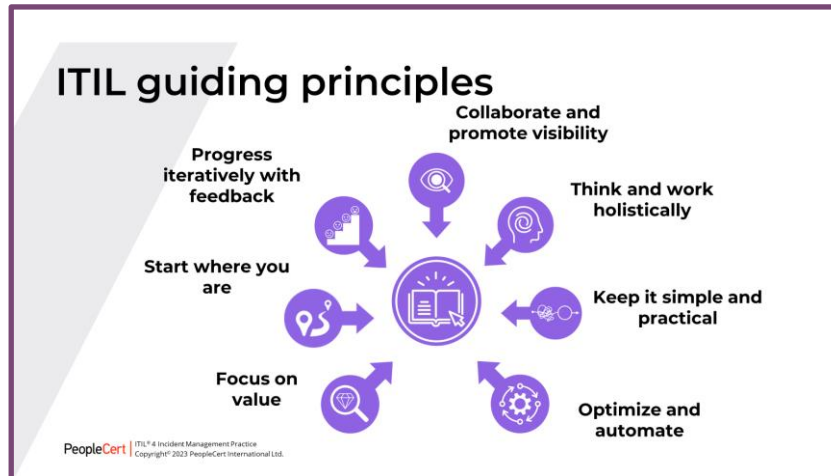 ITIL guiding principles
Collaborate and
promote visibility
Progress
iteratively with
feedback
Think and work
holistically
Start where you
are
Keep it simple and
practical
Focus on
value
Optimize and
automate
PeopleCert
ITIL® 4 Incident Management Practice
Copyright© 2023 PeopleCert International Ltd.